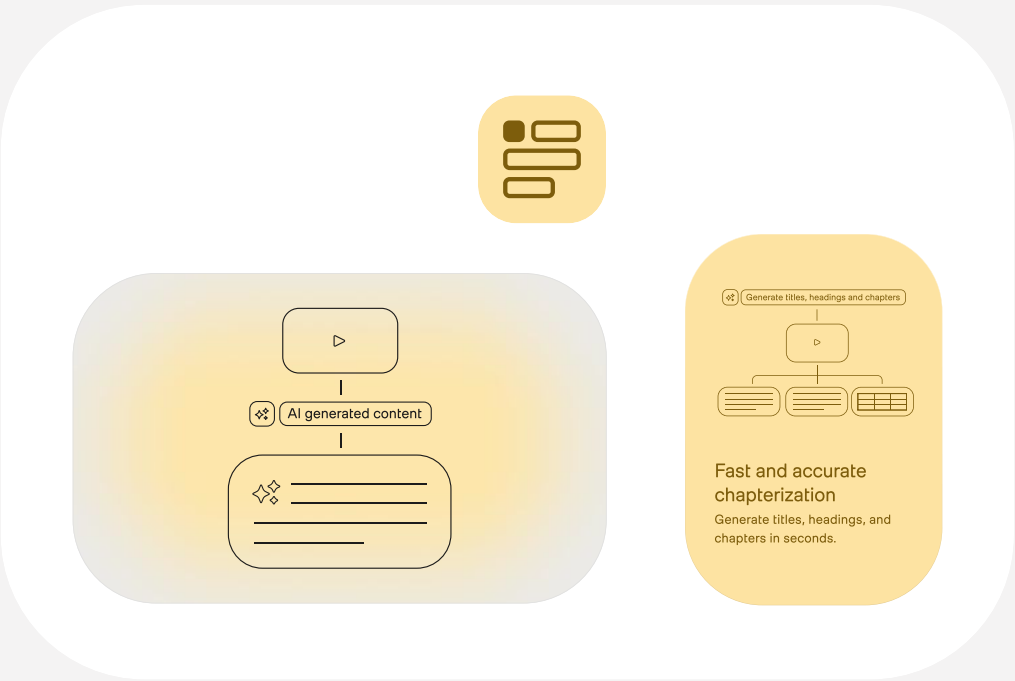 AI generated content
Generate titles, headings and chapters
Fast and accurate
chapterization
Generate titles, headings, and
chapters in seconds.